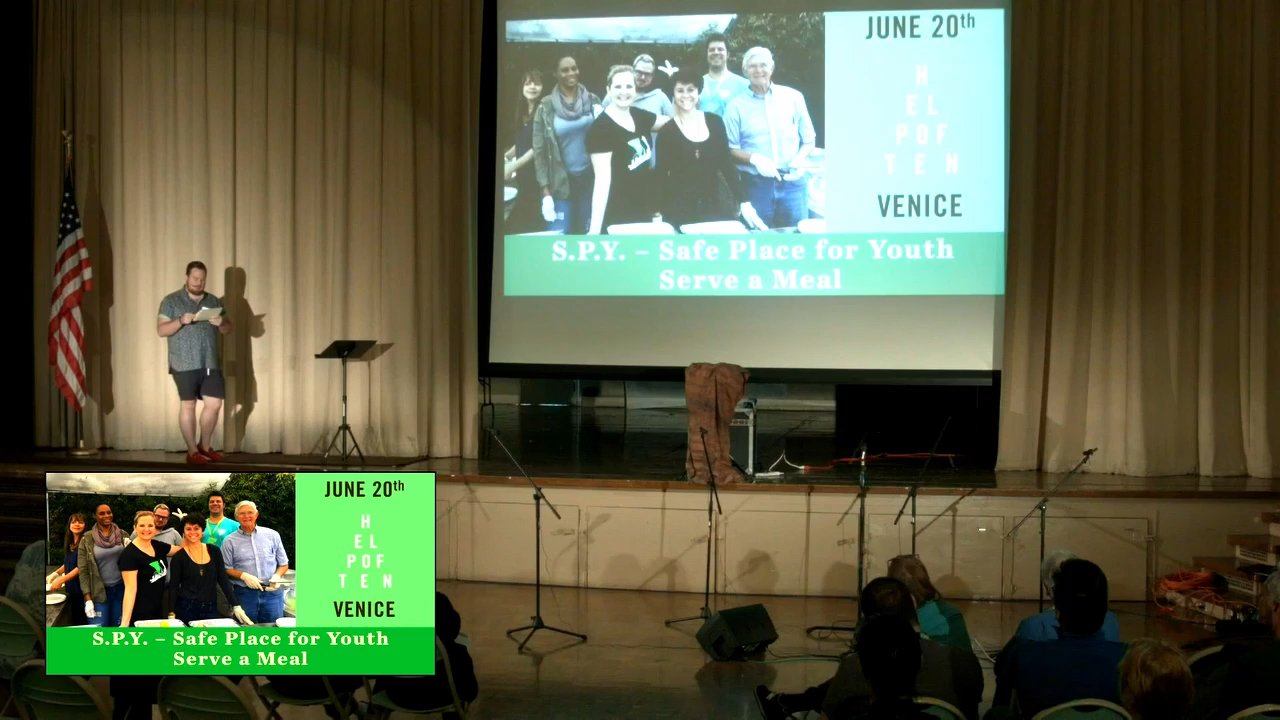 JUNE 20th
H
EL
POF
TEN
VENICE
S.P.Y. – Safe Place for Youth
Serve a Meal
JUNE 20th
H
EL
POF
TEN
VENICE
S.P.Y. – Safe Place for Youth
Serve a Meal